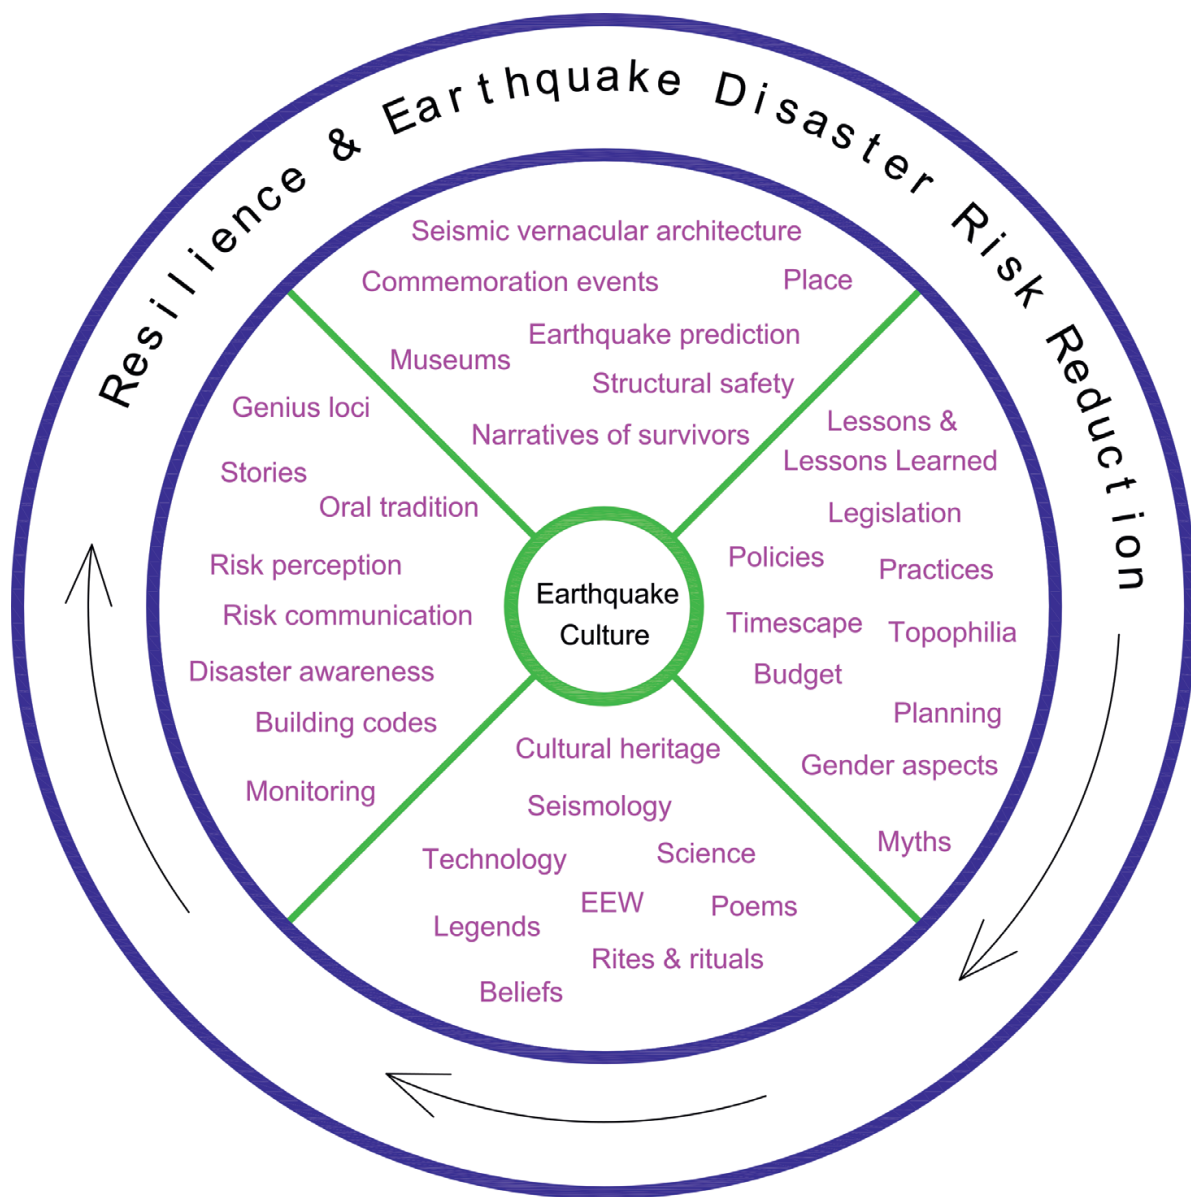 Resilience & Earthquake Disaster Risk Reduction
Seismic vernacular architecture
Commemoration events
Place
Earthquake prediction
Museums
Structural safety
Narratives of survivors
Genius loci
Stories
Oral tradition
Risk perception
Risk communication
Disaster awareness
Building codes
Monitoring
Earthquake
Culture
Lessons &
Lessons Learned
Legislation
Policies
Practices
Timescape
Topophilia
Budget
Planning
Gender aspects
Myths
Cultural heritage
Seismology
Technology
Science
EEW
Poems
Legends
Rites & rituals
Beliefs